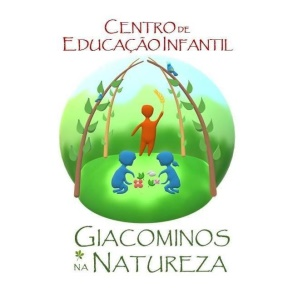 CENTRO DE
EDUCAÇÃO INFANTIL
GIACOMINOS
NA NATUREZA